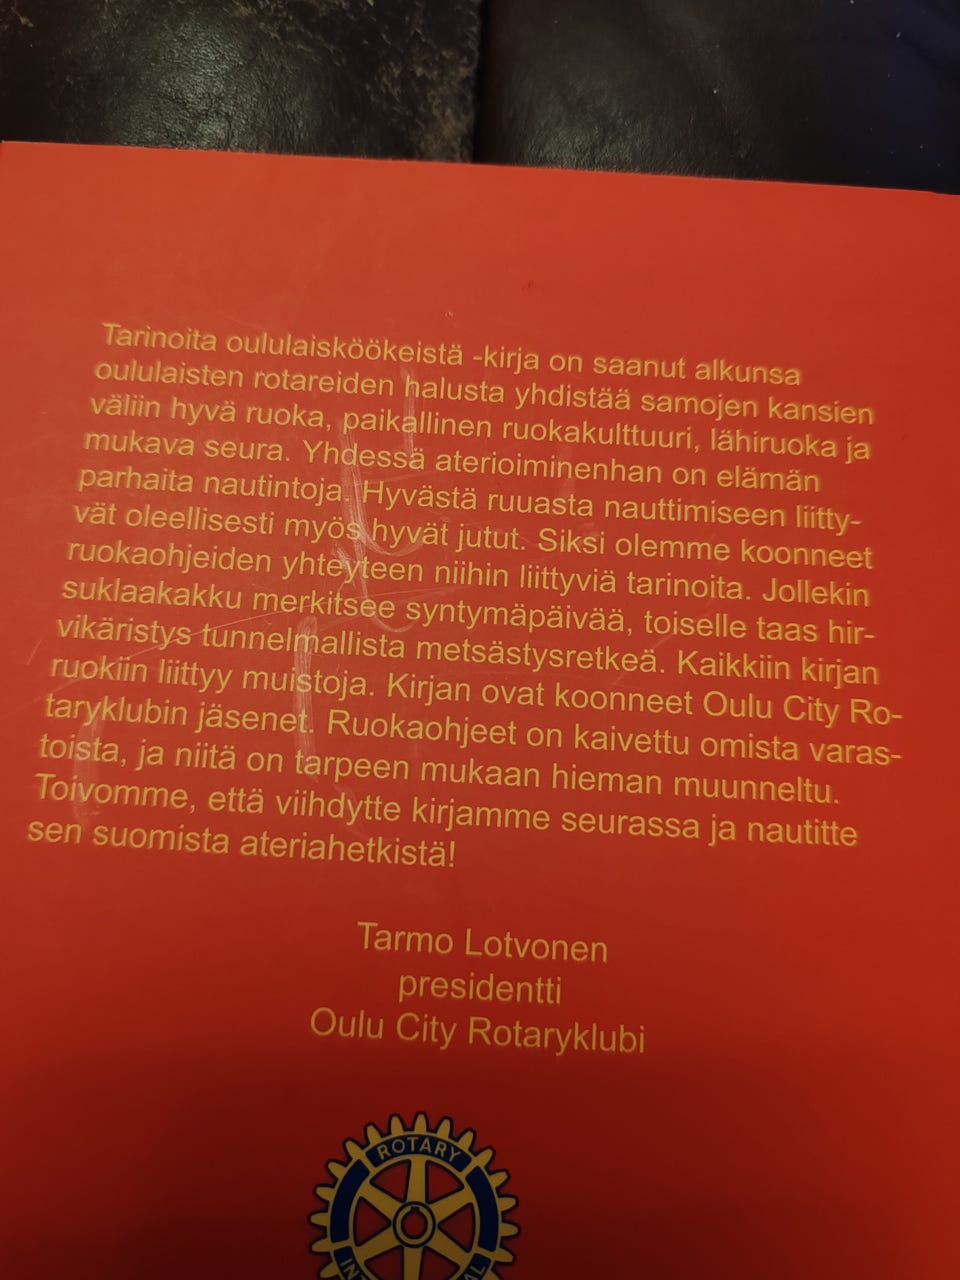 Tarinoita oululaisköökeistä -kirja on saanut alkunsa
oululaisten rotareiden halusta yhdistää samojen kansien
väliin hyvä ruoka, paikallinen ruokakulttuuri, lähiruoka ja
mukava seura. Yhdessä aterioiminenhan on elämän
parhaita nautintoja. Hyvästä ruuasta nauttimiseen liitty-
vät oleellisesti myös hyvät jutut. Siksi olemme koonneet
ruokaohjeiden yhteyteen niihin liittyviä tarinoita. Jollekin
suklaakakku merkitsee syntymäpäivää, toiselle taas hir-
vikäristys tunnelmallista metsästysretkeä. Kaikkiin kirjan
ruokiin liittyy muistoja. Kirjan ovat koonneet Oulu City Ro-
taryklubin jäsenet. Ruokaohjeet on kaivettu omista varas-
toista, ja niitä on tarpeen mukaan hieman muunneltu.
Toivomme, että viihdytte kirjamme seurassa ja nautitte
sen suomista ateriahetkistä!
Tarmo Lotvonen
presidentti
Oulu City Rotaryklubi
ROTARY